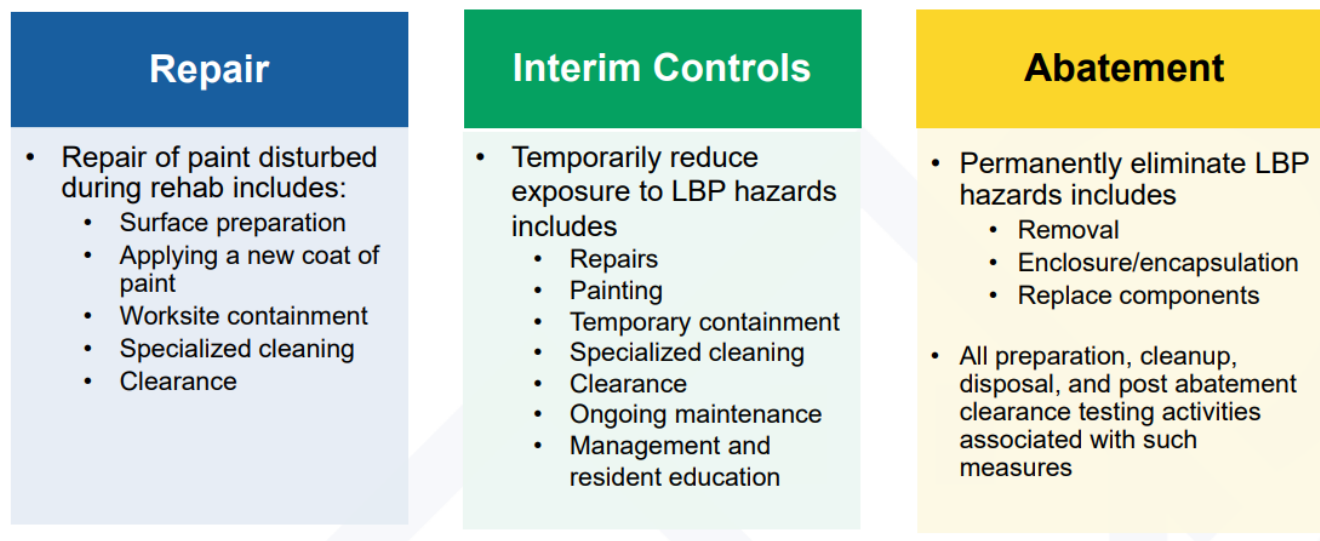 Repair
• Repair of paint disturbed
during rehab includes:
• Surface preparation
• Applying a new coat of
paint
• Worksite containment
• Specialized cleaning
• Clearance
Interim Controls
• Temporarily reduce
exposure to LBP hazards
includes
• Repairs
• Painting
• Temporary containment
• Specialized cleaning
• Clearance
• Ongoing maintenance
• Management and
resident education
Abatement
• Permanently eliminate LBP
hazards includes
• Removal
• Enclosure/encapsulation
• Replace components
• All preparation, cleanup,
disposal, and post abatement
clearance testing activities
associated with such
measures